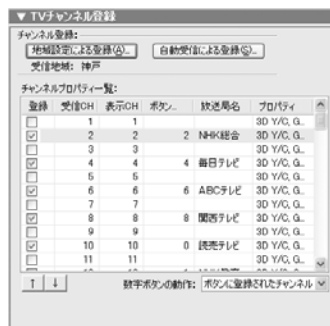 ▼ TVチャンネル登録
チャンネル登録:
地域設定による登録(A)... 自動受信による登録(S)...
受信地域: 神戸
チャンネルプロパティ一覧:
登録 受信CH 表示CH ボタン... 放送局名 プロパティ
1 1 3D Y/C, G...
2 2 2 NHK総合 3D Y/C, G...
3 3 3D Y/C, G...
4 4 4 毎日テレビ 3D Y/C, G...
5 5 3D Y/C, G...
6 6 6 ABCテレビ 3D Y/C, G...
7 7 3D Y/C, G...
8 8 8 関西テレビ 3D Y/C, G...
9 9 3D Y/C, G...
10 10 0 読売テレビ 3D Y/C, G...
11 11 3D Y/C, G...
↑ ↓ 数字ボタンの動作: ボタンに登録されたチャンネル